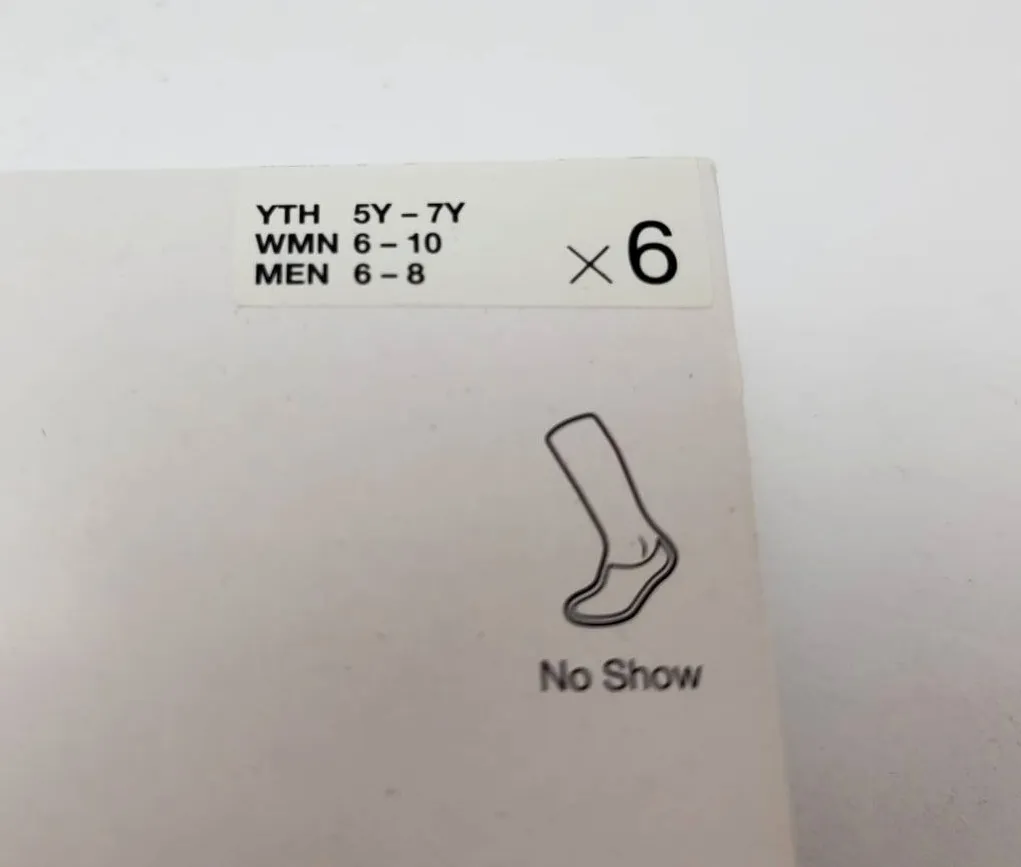 YTH 5Y – 7Y
WMN 6 – 10
MEN 6 – 8
×6
No Show